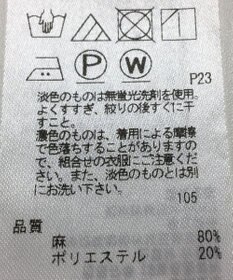 P W
P23
淡色のものは無蛍光洗剤を使用、
よくすすぎ、絞りの後すぐに干
すこと。
濃色のものは、着用による摩擦
で色落ちすることがありますの
で、組合せの衣服にご注意くだ
さい。また、淡色のものとは別
にお洗い下さい。
105
品質
麻 80%
ポリエステル 20%